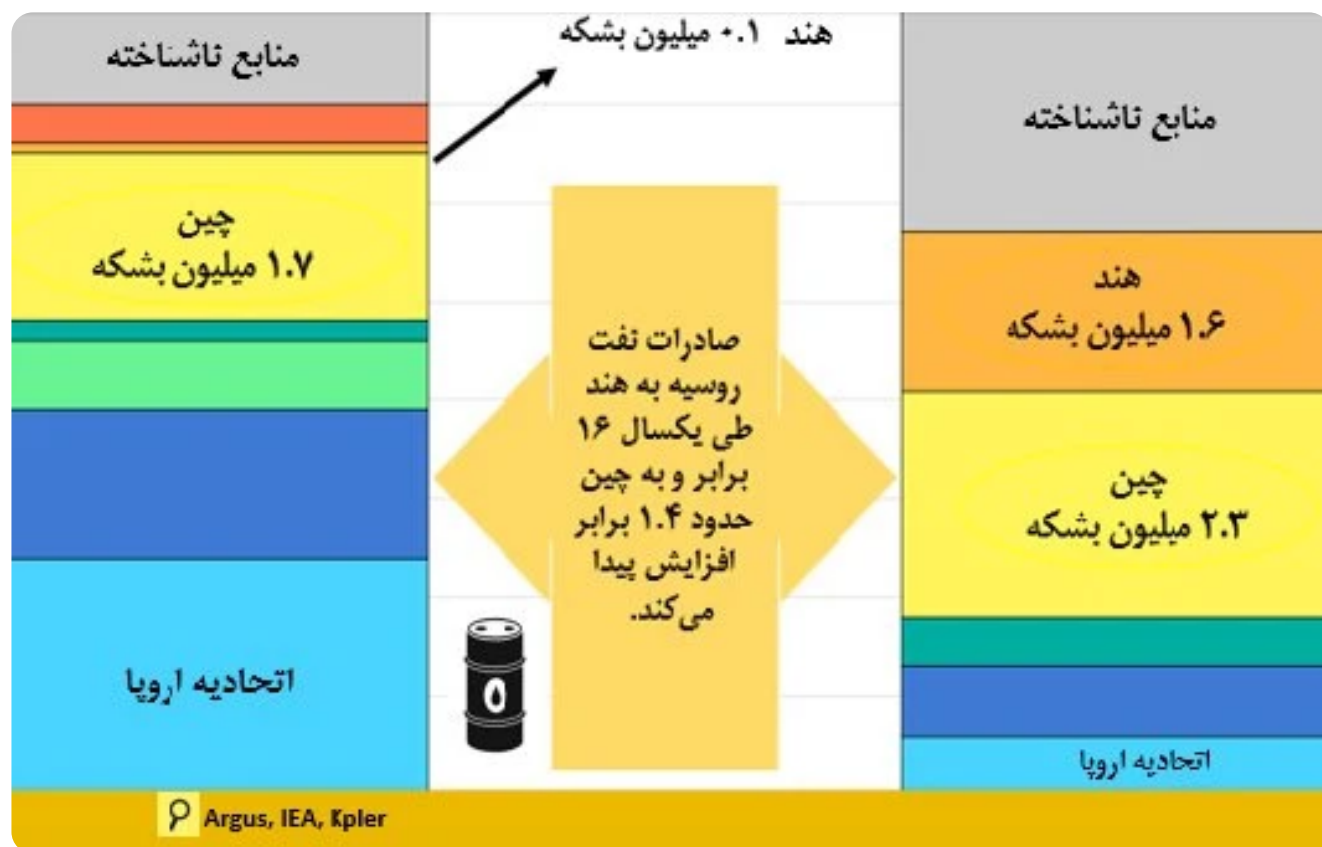 هند ۰.۱ میلیون بشکه
منابع ناشناخته
هند
۱.۶ میلیون بشکه
چین
۲.۳ میلیون بشکه
اتحادیه اروپا
صادرات نفت
روسیه به هند
طی یکسال ۱۶
برابر و به چین
حدود ۱.۴ برابر
افزایش پیدا
می‌کند.
۵
منابع ناشناخته
چین
۱.۷ میلیون بشکه
اتحادیه اروپا
Argus, IEA, Kpler